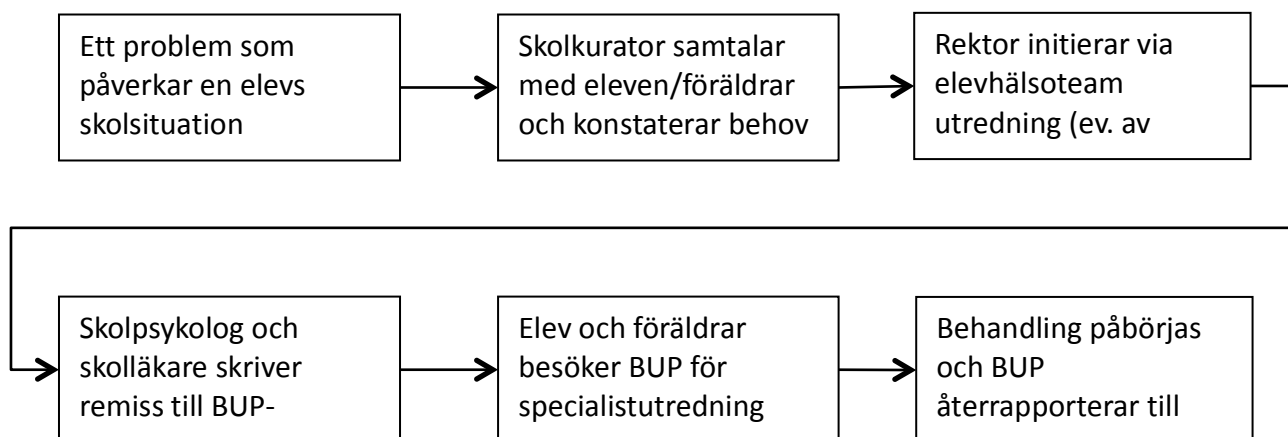 Ett problem som
påverkar en elevs
skolsituation
Skolkurator samtalar
med eleven/föräldrar
och konstaterar behov
Rektor initierar via
elevhälsoteam
utredning (ev. av
Skolpsykolog och
skolläkare skriver
remiss till BUP-
Elev och föräldrar
besöker BUP för
specialistutredning
Behandling påbörjas
och BUP
återrapporterar till